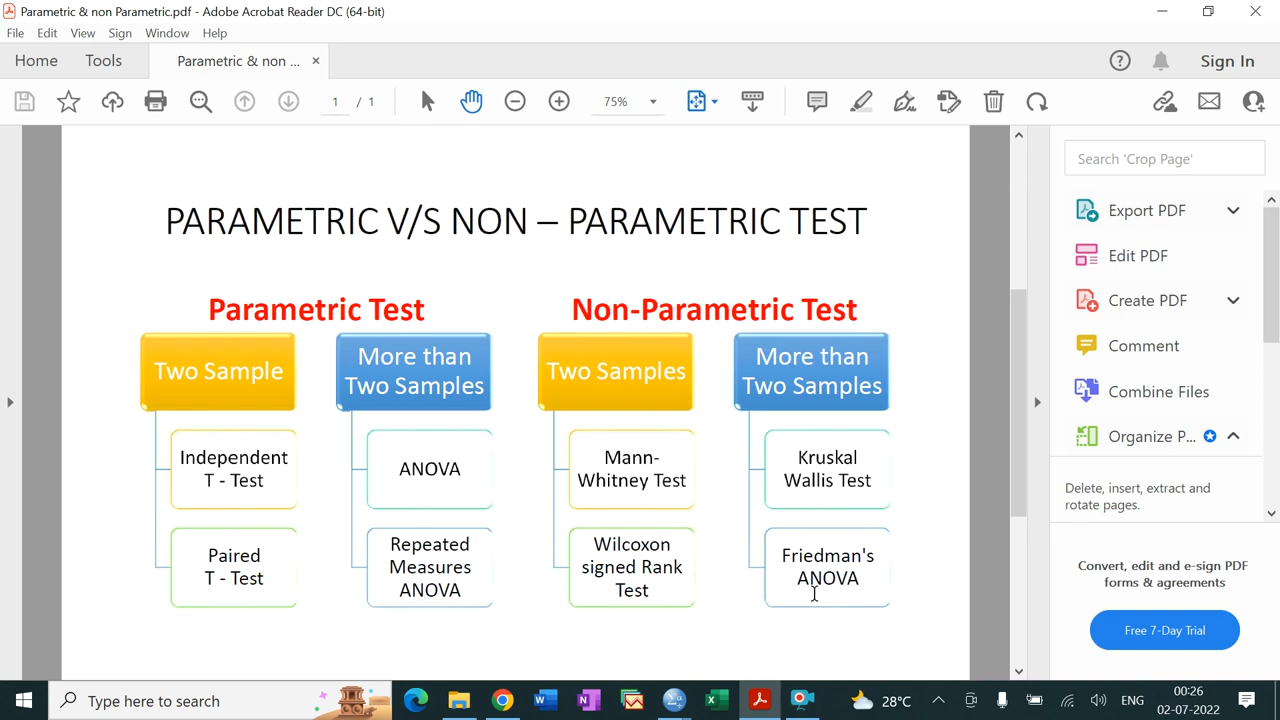 Parametric & non Parametric.pdf - Adobe Acrobat Reader DC (64-bit)
File Edit View Sign Window Help
Home Tools Parametric & non ... × Sign In
1 / 1 75%
PARAMETRIC V/S NON – PARAMETRIC TEST
Parametric Test
Non-Parametric Test
Two Sample
Independent
T - Test
Paired
T - Test
More than
Two Samples
ANOVA
Repeated
Measures
ANOVA
Two Samples
Mann-
Whitney Test
Wilcoxon
signed Rank
Test
More than
Two Samples
Kruskal
Wallis Test
Friedman's
ANOVA
Search 'Crop Page'
Export PDF
Edit PDF
Create PDF
Comment
Combine Files
Organize P...
Delete, insert, extract and
rotate pages.
Convert, edit and e-sign PDF
forms & agreements
Free 7-Day Trial
Type here to search
28°C
ENG
00:26
02-07-2022